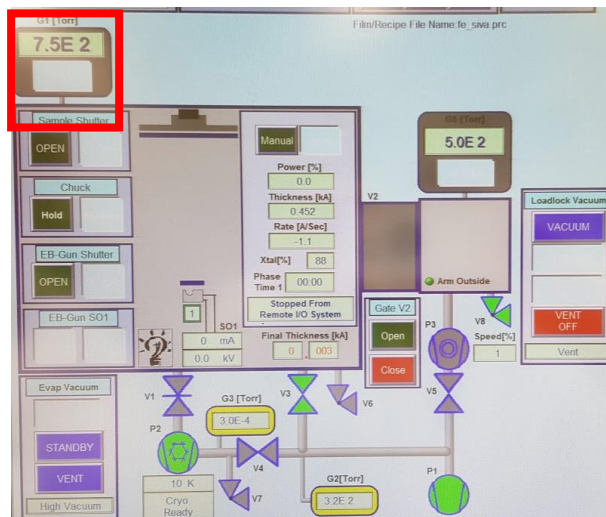 Film/Recipe File Name:fe_siva.prc
G1 [Torr]
7.5E 2
Sample Shutter
OPEN
Chuck
Hold
EB-Gun Shutter
OPEN
EB-Gun SO1
Manual
Power [%]
0.0
Thickness [kA]
0.452
Rate [A/Sec]
-1.1
Xtal[%] 88
Phase
Time 1 00:00
Stopped From
Remote I/O System
1
SO1
0 mA
0.0 kV
Final Thickness [kA]
0 . 003
V2
G5 [Torr]
5.0E 2
Arm Outside
Gate V2
Open
Close
Loadlock Vacuum
VACUUM
VENT
OFF
Vent
V8
P3
Speed[%]
1
V5
P1
Evap Vacuum
STANDBY
VENT
High Vacuum
V1
P2
10 K
Cryo
Ready
G3 [Torr]
3.0E-4
V3
V6
V4
V7
G2[Torr]
3.2E 2